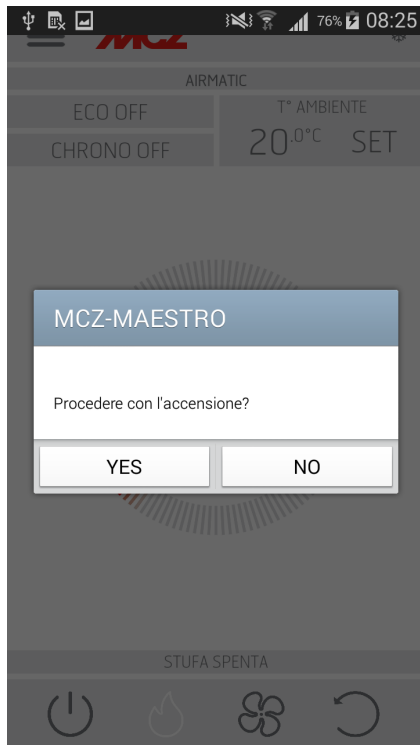 76% 08:25
MCZ
AIRMATIC
ECO OFF
T° AMBIENTE
CHRONO OFF
20.0°C SET
MCZ-MAESTRO
Procedere con l'accensione?
YES NO
STUFA SPENTA